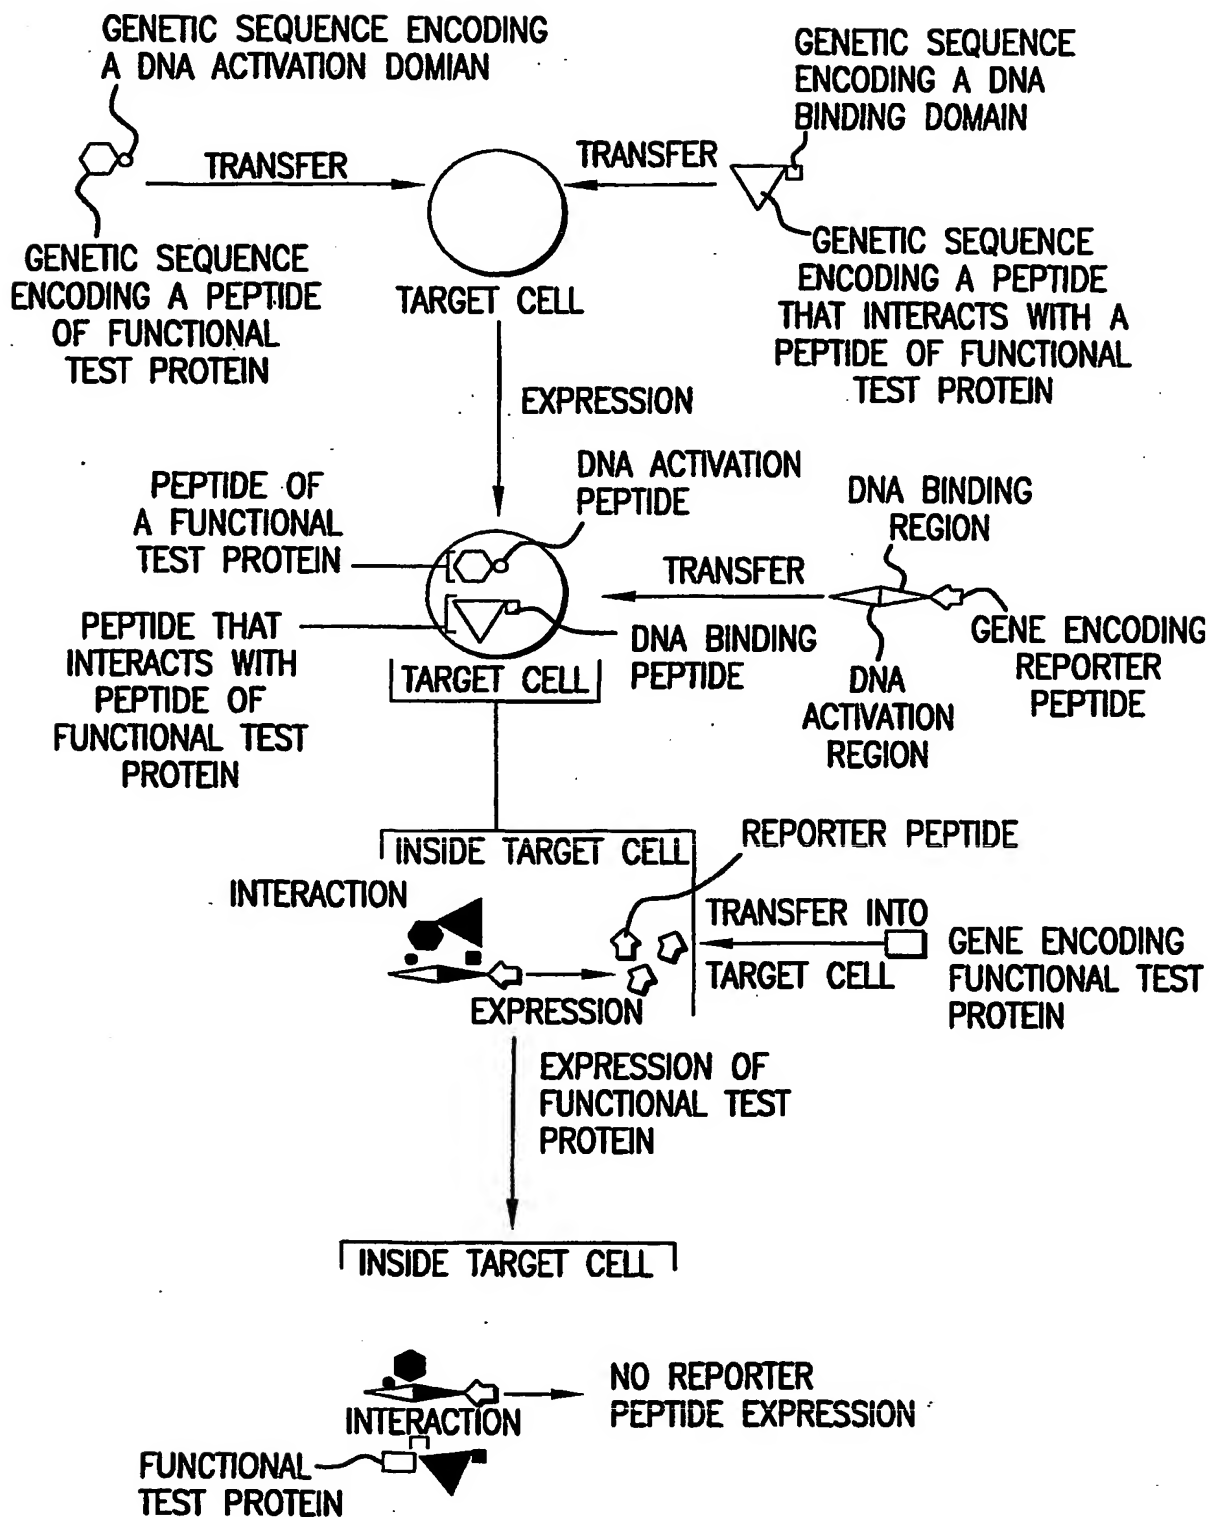 GENETIC SEQUENCE ENCODING
A DNA ACTIVATION DOMIAN
GENETIC SEQUENCE
ENCODING A DNA
BINDING DOMAIN
TRANSFER
TRANSFER
GENETIC SEQUENCE
ENCODING A PEPTIDE
OF FUNCTIONAL
TEST PROTEIN
TARGET CELL
GENETIC SEQUENCE
ENCODING A PEPTIDE
THAT INTERACTS WITH A
PEPTIDE OF FUNCTIONAL
TEST PROTEIN
EXPRESSION
PEPTIDE OF
A FUNCTIONAL
TEST PROTEIN
DNA ACTIVATION
PEPTIDE
DNA BINDING
REGION
TRANSFER
PEPTIDE THAT
INTERACTS WITH
PEPTIDE OF
FUNCTIONAL TEST
PROTEIN
DNA BINDING
PEPTIDE
TARGET CELL
GENE ENCODING
REPORTER
PEPTIDE
DNA
ACTIVATION
REGION
INSIDE TARGET CELL
REPORTER PEPTIDE
INTERACTION
TRANSFER INTO
TARGET CELL
GENE ENCODING
FUNCTIONAL TEST
PROTEIN
EXPRESSION
EXPRESSION OF
FUNCTIONAL TEST
PROTEIN
INSIDE TARGET CELL
NO REPORTER
PEPTIDE EXPRESSION
INTERACTION
FUNCTIONAL
TEST PROTEIN